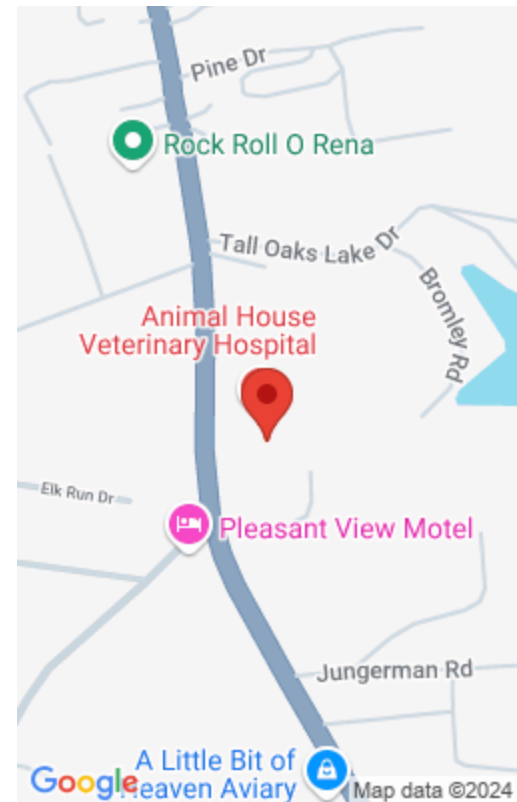 Pine Dr
Rock Roll O Rena
Tall Oaks Lake Dr
Bromley Rd
Animal House
Veterinary Hospital
Elk Run Dr
Pleasant View Motel
Jungerman Rd
A Little Bit of
Heaven Aviary
Google
Map data ©2024